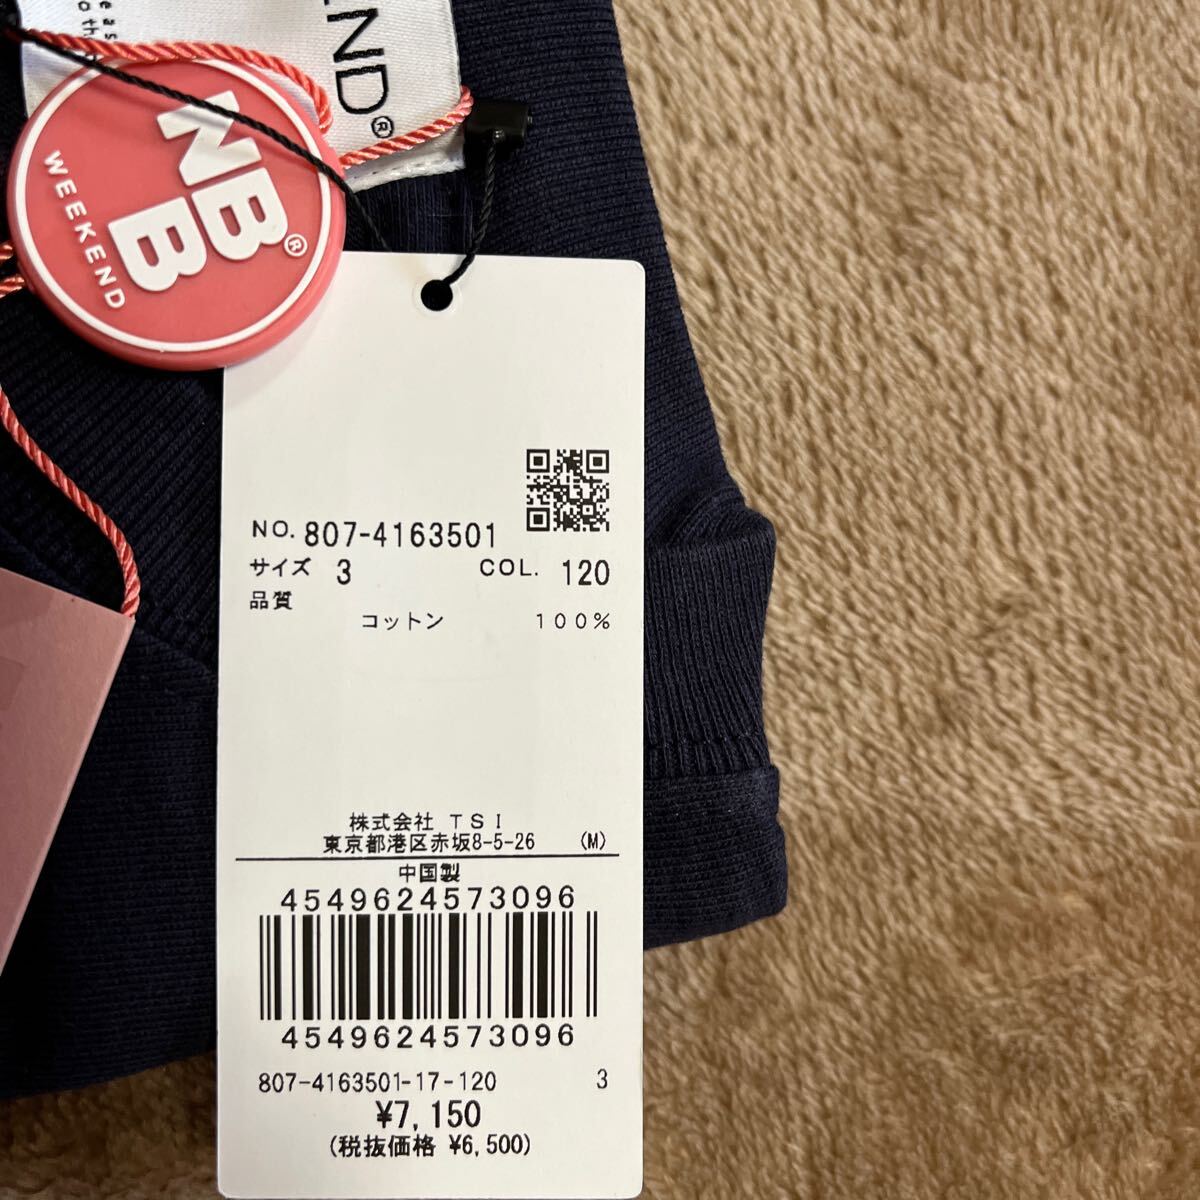 END®
NB
B®
WEEKEND
NO. 807-4163501
サイズ 3 COL. 120
品質
コットン 100%
株式会社 TSI
東京都港区赤坂8-5-26 (M)
中国製
4549624573096
4549624573096
807-4163501-17-120 3
¥7,150
(税抜価格 ¥6,500)